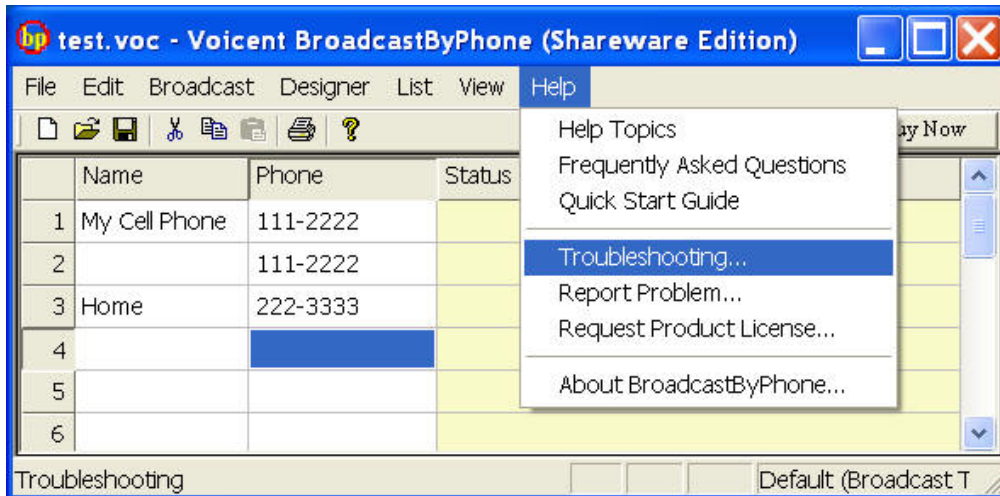 bp test.voc - Voicent BroadcastByPhone (Shareware Edition)
File Edit Broadcast Designer List View Help
Now
Help Topics
Frequently Asked Questions
Quick Start Guide
Troubleshooting...
Report Problem...
Request Product License...
About BroadcastByPhone...
Name Phone Status
1 My Cell Phone 111-2222
2 111-2222
3 Home 222-3333
4
5
6
Troubleshooting Default (Broadcast T